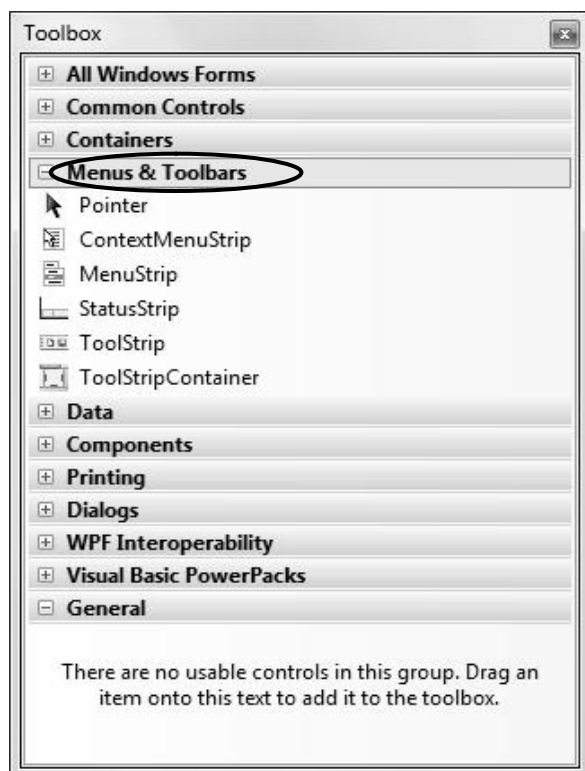 Toolbox
All Windows Forms
Common Controls
Containers
Menus & Toolbars
Pointer
ContextMenuStrip
MenuStrip
StatusStrip
ToolStrip
ToolStripContainer
Data
Components
Printing
Dialogs
WPF Interoperability
Visual Basic PowerPacks
General
There are no usable controls in this group. Drag an
item onto this text to add it to the toolbox.